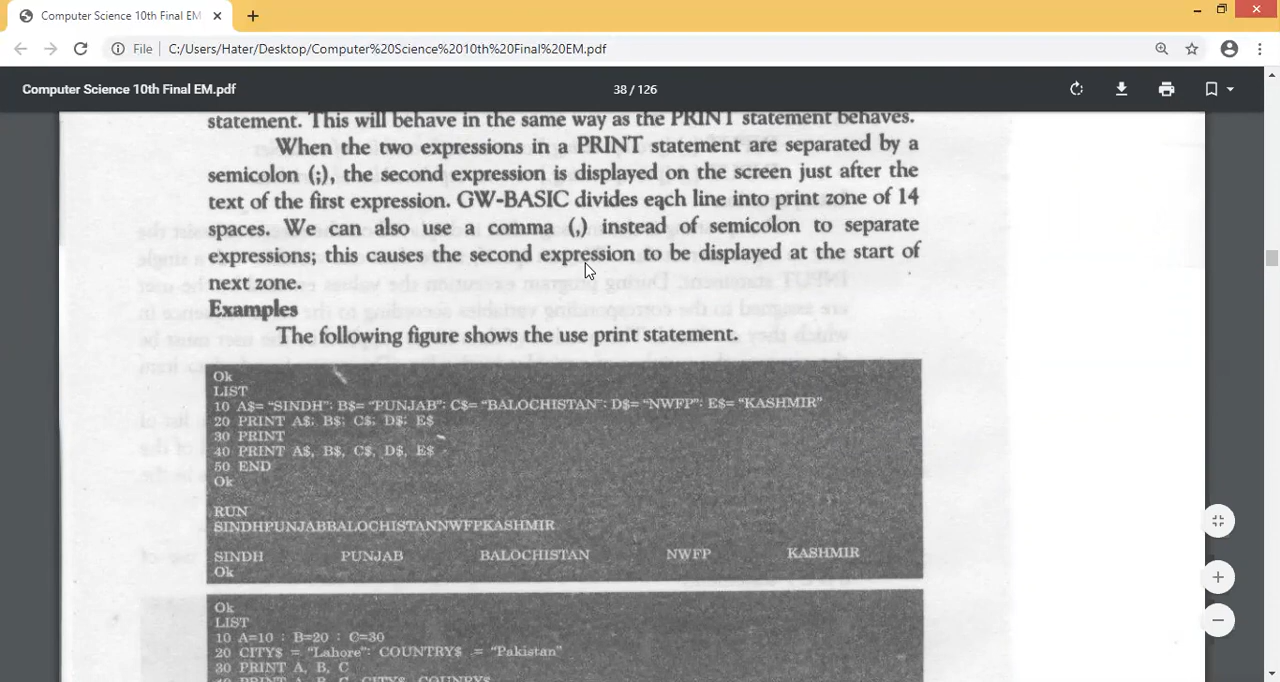 Computer Science 10th Final EM
File C:/Users/Hater/Desktop/Computer%20Science%2010th%20Final%20EM.pdf
Computer Science 10th Final EM.pdf 38 / 126
statement. This will behave in the same way as the PRINT statement behaves.
When the two expressions in a PRINT statement are separated by a
semicolon (;), the second expression is displayed on the screen just after the
text of the first expression. GW-BASIC divides each line into print zone of 14
spaces. We can also use a comma (,) instead of semicolon to separate
expressions; this causes the second expression to be displayed at the start of
next zone.
Examples
The following figure shows the use print statement.
Ok
LIST
10 A$= “SINDH”: B$= “PUNJAB”: C$= “BALOCHISTAN”: D$= “NWFP”: E$= “KASHMIR”
20 PRINT A$; B$; C$; D$; E$
30 PRINT
40 PRINT A$, B$, C$, D$, E$
50 END
Ok
RUN
SINDHPUNJABBALOCHISTANNWFPKASHMIR
SINDH PUNJAB BALOCHISTAN NWFP KASHMIR
Ok
Ok
LIST
10 A=10 : B=20 : C=30
20 CITY$ = “Lahore”: COUNTRY$ = “Pakistan”
30 PRINT A, B, C